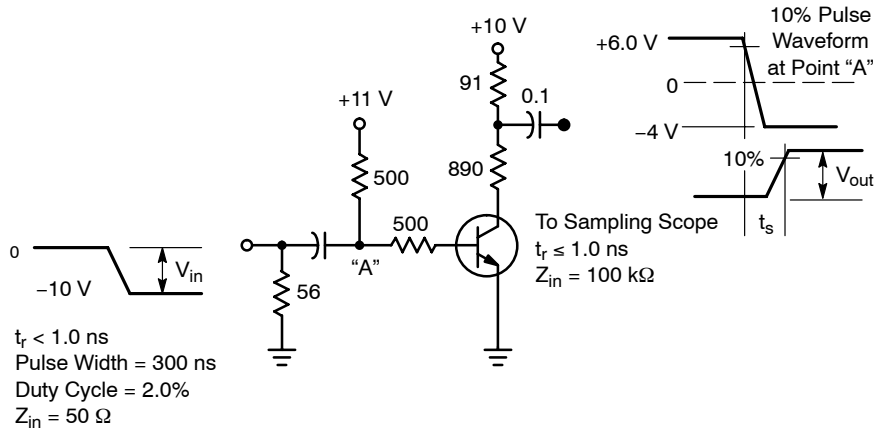 +10 V
91
0.1
+11 V
500
890
500
“A”
56
0
−10 V
Vin
tr < 1.0 ns
Pulse Width = 300 ns
Duty Cycle = 2.0%
Zin = 50 Ω
To Sampling Scope
tr ≤ 1.0 ns
Zin = 100 kΩ
10% Pulse
Waveform
at Point “A”
+6.0 V
0
−4 V
10%
Vout
ts